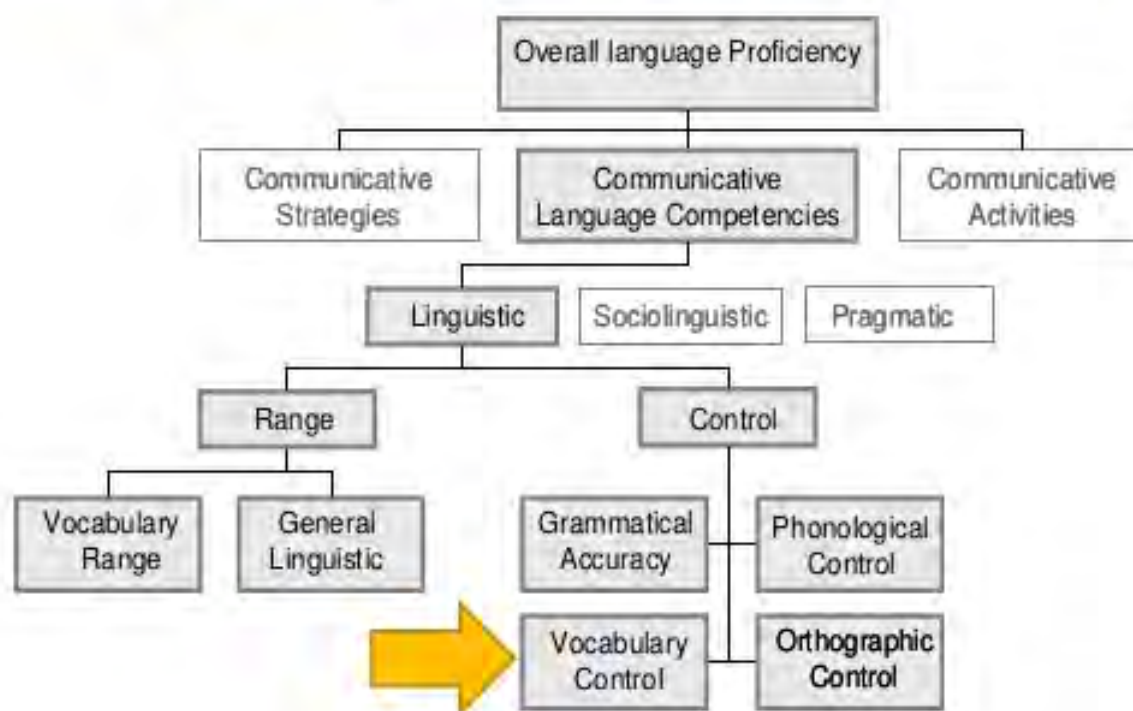 Overall language Proficiency
Communicative
Strategies
Communicative
Language Competencies
Communicative
Activities
Linguistic
Sociolinguistic
Pragmatic
Range
Control
Vocabulary
Range
General
Linguistic
Grammatical
Accuracy
Phonological
Control
Vocabulary
Control
Orthographic
Control